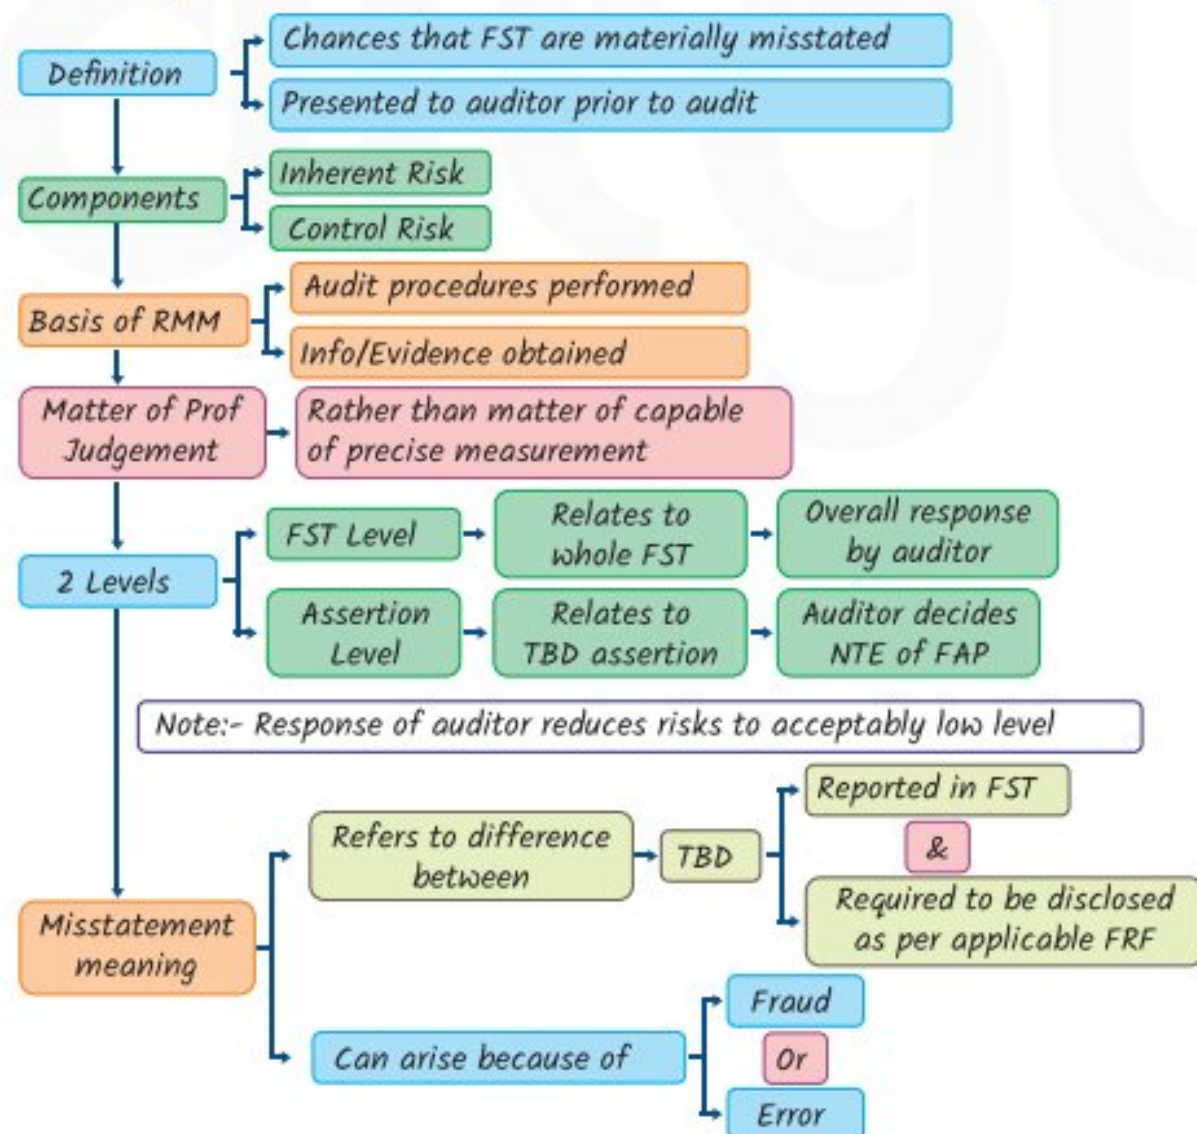 Definition
Chances that FST are materially misstated
Presented to auditor prior to audit
Components
Inherent Risk
Control Risk
Basis of RMM
Audit procedures performed
Info/Evidence obtained
Matter of Prof
Judgement
Rather than matter of capable
of precise measurement
2 Levels
FST Level
Relates to
whole FST
Overall response
by auditor
Assertion
Level
Relates to
TBD assertion
Auditor decides
NTE of FAP
Note:- Response of auditor reduces risks to acceptably low level
Misstatement
meaning
Refers to difference
between
TBD
Reported in FST
&
Required to be disclosed
as per applicable FRF
Can arise because of
Fraud
Or
Error